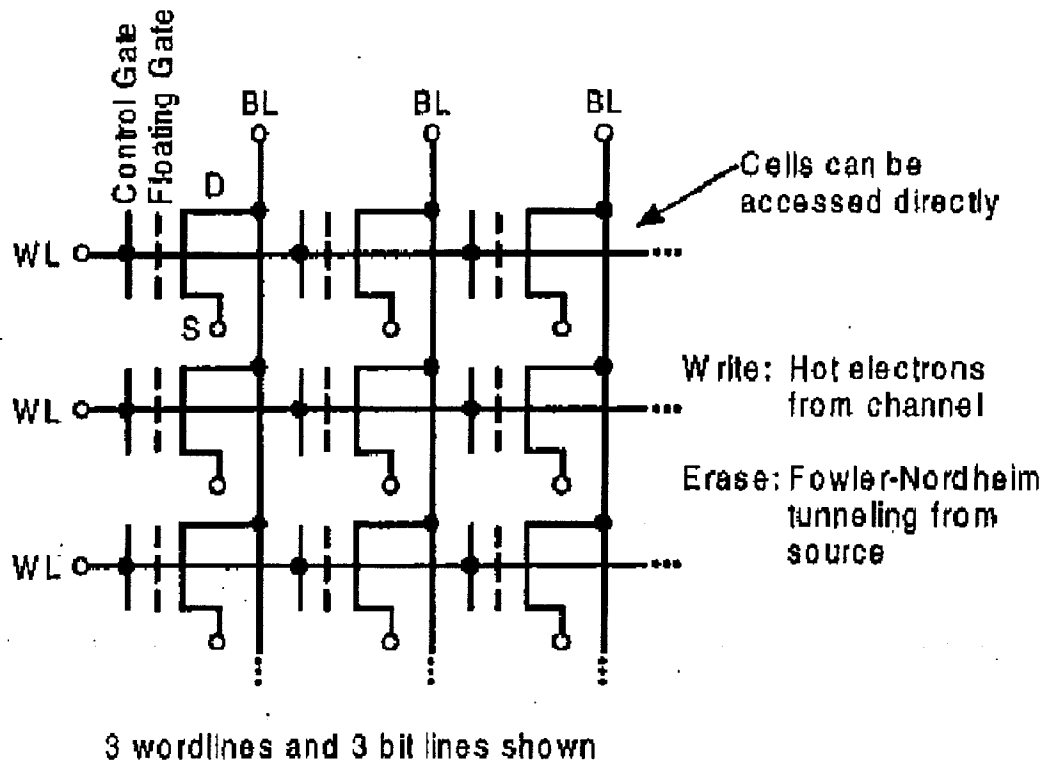 Control Gate
Floating Gate
BL
BL
BL
D
Cells can be
accessed directly
WL
S
Write: Hot electrons
from channel
WL
Erase: Fowler-Nordheim
tunneling from
source
WL
3 wordlines and 3 bit lines shown